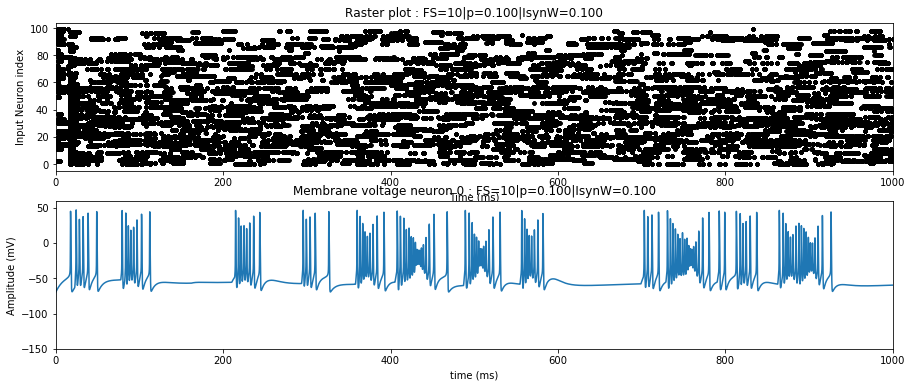 Raster plot : FS=10|p=0.100|IsynW=0.100
100
80
60
40
20
0
Input Neuron index
0 200 400 600 800 1000
Time (ms)
Membrane voltage neuron 0 : FS=10|p=0.100|IsynW=0.100
50
0
−50
−100
−150
Amplitude (mV)
0 200 400 600 800 1000
time (ms)